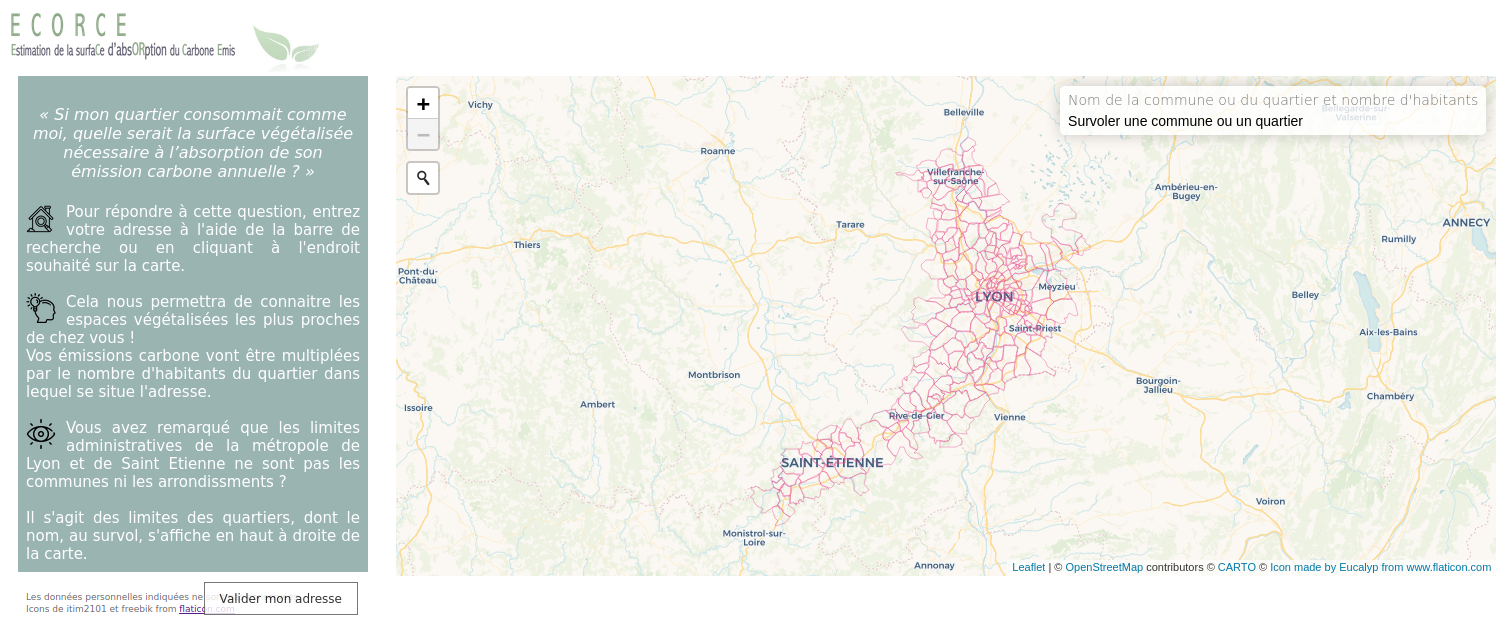 ECORCE
Estimation de la surfaCe d'absORption du Carbone Emis
« Si mon quartier consommait comme
moi, quelle serait la surface végétalisée
nécessaire à l’absorption de son
émission carbone annuelle ? »
Pour répondre à cette question, entrez
votre adresse à l'aide de la barre de
recherche ou en cliquant à l'endroit
souhaité sur la carte.
Cela nous permettra de connaitre les
espaces végétalisées les plus proches
de chez vous !
Vos émissions carbone vont être multiplées
par le nombre d'habitants du quartier dans
lequel se situe l'adresse.
Vous avez remarqué que les limites
administratives de la métropole de
Lyon et de Saint Etienne ne sont pas les
communes ni les arrondissments ?
Il s'agit des limites des quartiers, dont le
nom, au survol, s'affiche en haut à droite de
la carte.
Les données personnelles indiquées ne
Icons de itim2101 et freebik from flaticon.com
Valider mon adresse
+
−
Nom de la commune ou du quartier et nombre d'habitants
Survoler une commune ou un quartier
Bellegarde-sur-
Valserine
Vichy
Belleville
Roanne
Villefranche-
sur-Saône
Ambérieu-en-
Bugey
Tarare
ANNECY
Thiers
Rumilly
Pont-du-
Château
Meyzieu
LYON
Belley
Saint-Priest
Aix-les-Bains
Montbrison
Bourgoin-
Jallieu
Chambéry
Issoire
Ambert
Rive-de-Gier
Vienne
SAINT-ÉTIENNE
Voiron
Monistrol-sur-
Loire
Annonay
Leaflet | © OpenStreetMap contributors © CARTO © Icon made by Eucalyp from www.flaticon.com